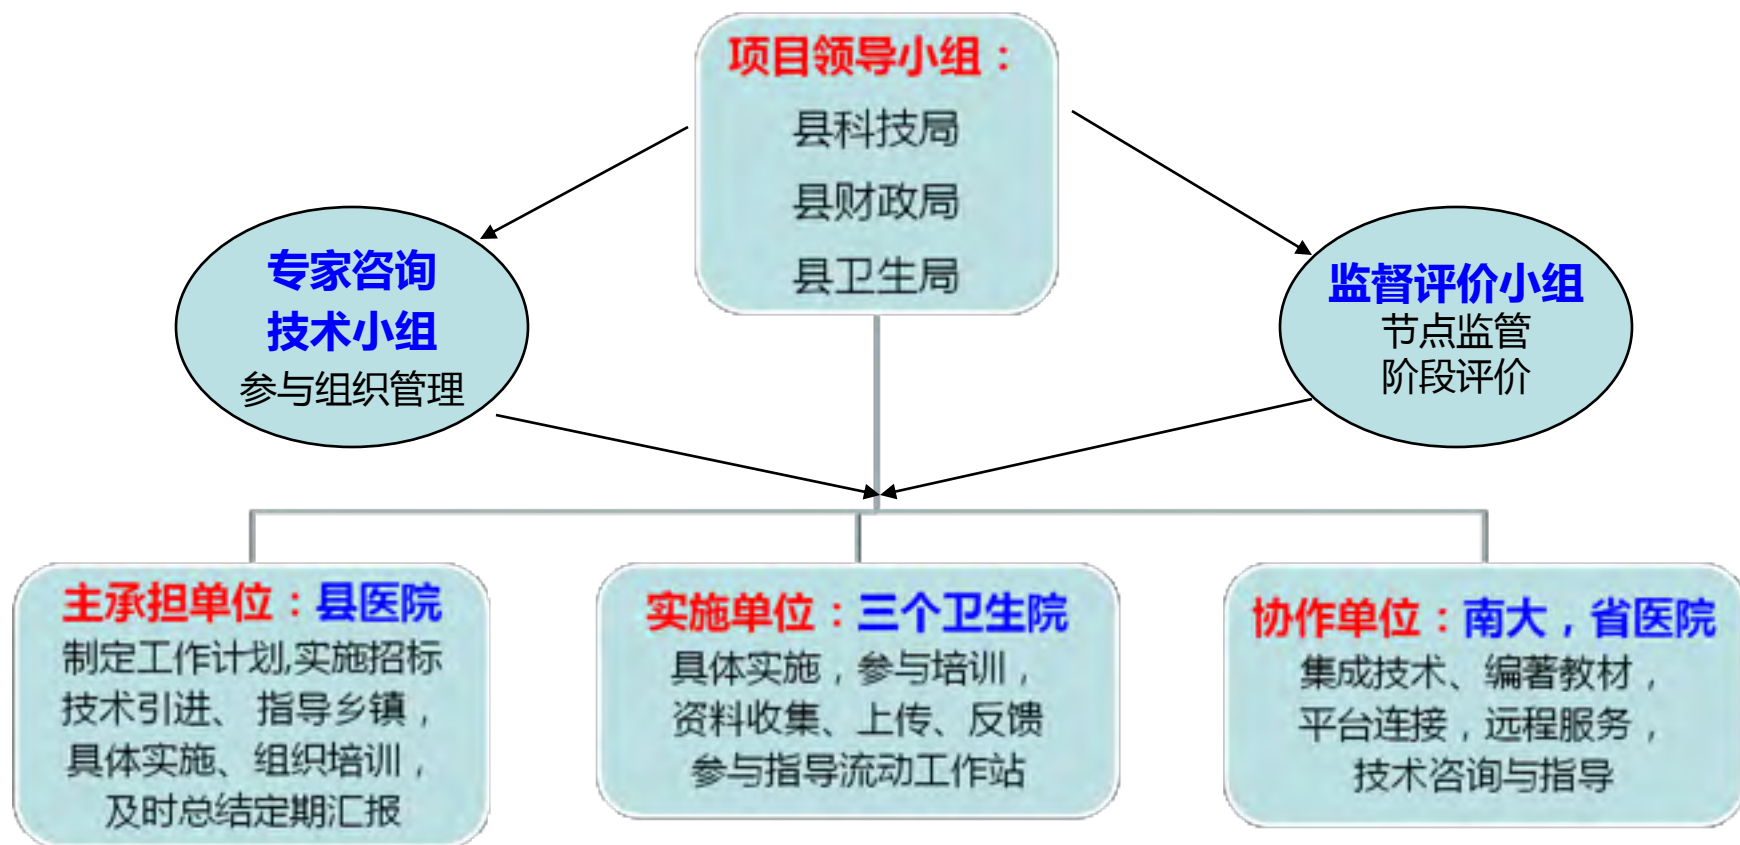 项目领导小组：
县科技局
县财政局
县卫生局
专家咨询
技术小组
参与组织管理
监督评价小组
节点监管
阶段评价
主承担单位：县医院
制定工作计划,实施招标
技术引进、 指导乡镇，
具体实施、组织培训，
及时总结定期汇报
实施单位：三个卫生院
具体实施，参与培训，
资料收集、上传、反馈
参与指导流动工作站
协作单位：南大，省医院
集成技术、编著教材，
平台连接，远程服务，
技术咨询与指导